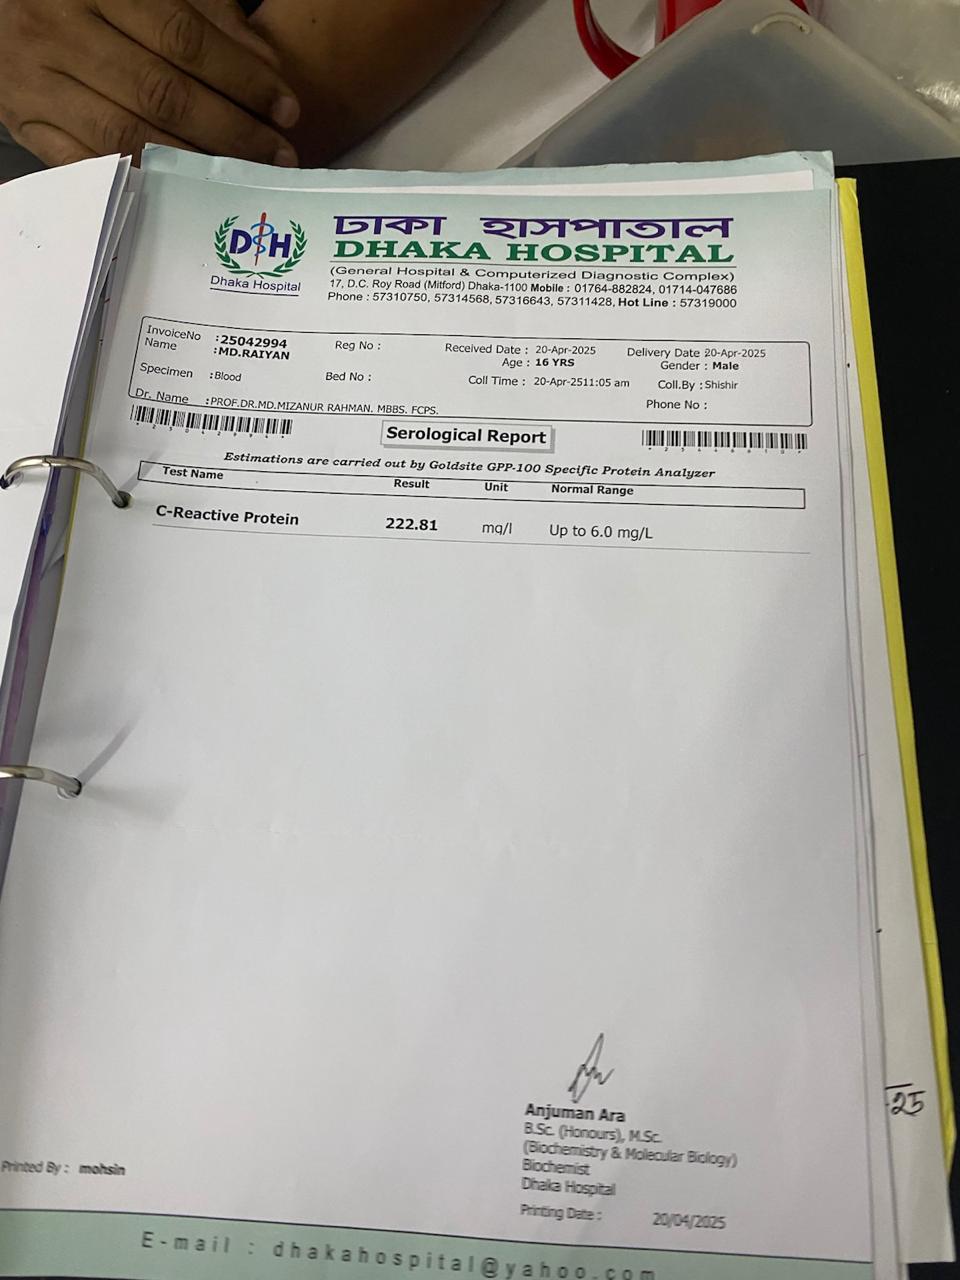 ঢাকা হাসপাতাল
DHAKA HOSPITAL
(General Hospital & Computerized Diagnostic Complex)
17, D.C. Roy Road (Mitford) Dhaka-1100 Mobile : 01764-882824, 01714-047686
Phone : 57310750, 57314568, 57316643, 57311428, Hot Line : 57319000
DSH
Dhaka Hospital
InvoiceNo :25042994 Reg No : Received Date : 20-Apr-2025 Delivery Date 20-Apr-2025
Name :MD.RAIYAN Age : 16 YRS Gender : Male
Specimen :Blood Bed No : Coll Time : 20-Apr-2511:05 am Coll.By : Shishir
Dr. Name :PROF.DR.MD.MIZANUR RAHMAN. MBBS. FCPS. Phone No :
*25042994*
Serological Report
Estimations are carried out by Goldsite GPP-100 Specific Protein Analyzer
Test Name Result Unit Normal Range
C-Reactive Protein 222.81 mg/l Up to 6.0 mg/L
Anjuman Ara
B.Sc. (Honours), M.Sc.
(Biochemistry & Molecular Biology)
Biochemist
Dhaka Hospital
Printed By : mohsin
Printing Date : 20/04/2025
E-mail : dhakahospital@yahoo.com
25